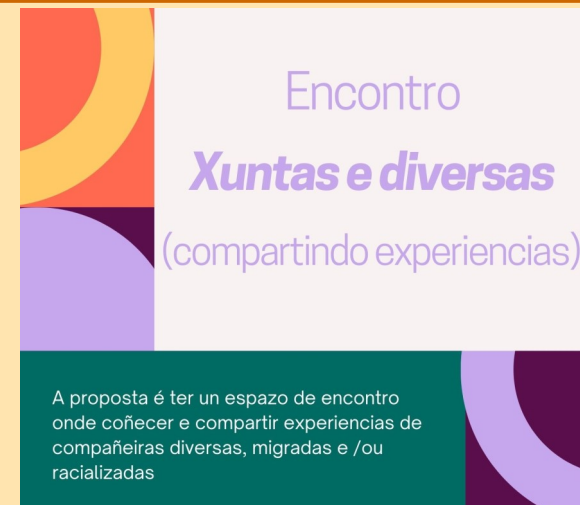 Encontro
Xuntas e diversas
(compartindo experiencias)
A proposta é ter un espazo de encontro
onde coñecer e compartir experiencias de
compañeiras diversas, migradas e /ou
racializadas